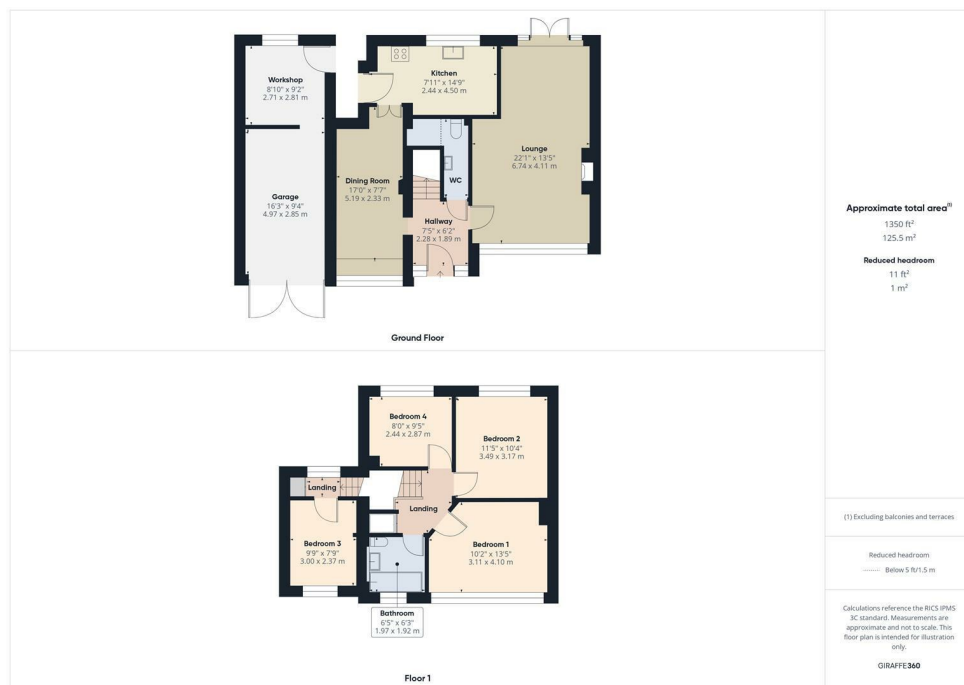 Workshop
8'10" x 9'2"
2.71 x 2.81 m
Kitchen
7'11" x 14'9"
2.44 x 4.50 m
Lounge
22'1" x 13'5"
6.74 x 4.11 m
Dining Room
17'0" x 7'7"
5.19 x 2.33 m
WC
Garage
16'3" x 9'4"
4.97 x 2.85 m
Hallway
7'5" x 6'2"
2.28 x 1.89 m
Ground Floor
Bedroom 4
8'0" x 9'5"
2.44 x 2.87 m
Bedroom 2
11'5" x 10'4"
3.49 x 3.17 m
Landing
Landing
Bedroom 3
9'9" x 7'9"
3.00 x 2.37 m
Bedroom 1
10'2" x 13'5"
3.11 x 4.10 m
Bathroom
6'5" x 6'3"
1.97 x 1.92 m
Floor 1
Approximate total area(1)
1350 ft²
125.5 m²
Reduced headroom
11 ft²
1 m²
(1) Excluding balconies and terraces
Reduced headroom
Below 5 ft/1.5 m
Calculations reference the RICS IPMS
3C standard. Measurements are
approximate and not to scale. This
floor plan is intended for illustration
only.
GIRAFFE360